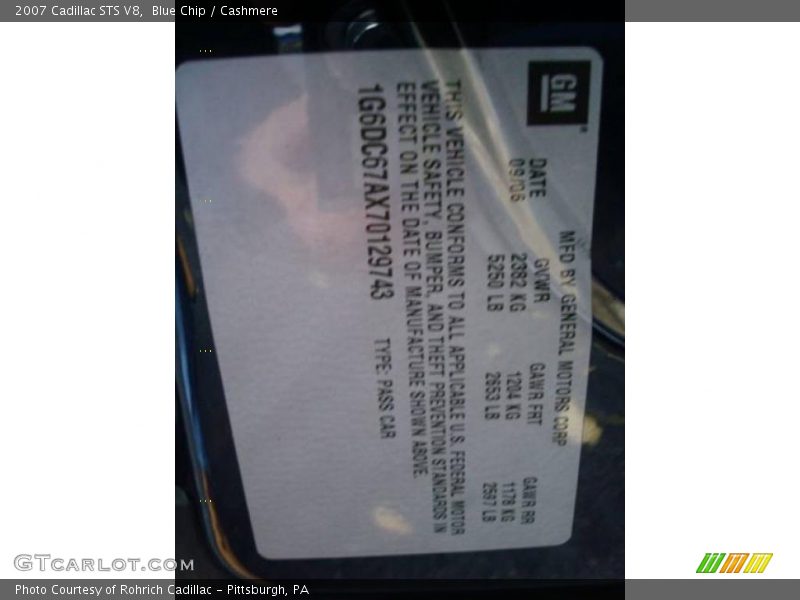 2007 Cadillac STS V8,  Blue Chip / Cashmere
GM
MFD BY GENERAL MOTORS CORP
DATE GVWR GAWR FRT GAWR RR
09/06 2382 KG 1204 KG 1178 KG
5250 LB 2653 LB 2597 LB
THIS VEHICLE CONFORMS TO ALL APPLICABLE U.S. FEDERAL MOTOR
VEHICLE SAFETY, BUMPER, AND THEFT PREVENTION STANDARDS IN
EFFECT ON THE DATE OF MANUFACTURE SHOWN ABOVE.
1G6DC67AX70129743 TYPE: PASS CAR
GTcarlot.com
Photo Courtesy of Rohrich Cadillac - Pittsburgh, PA